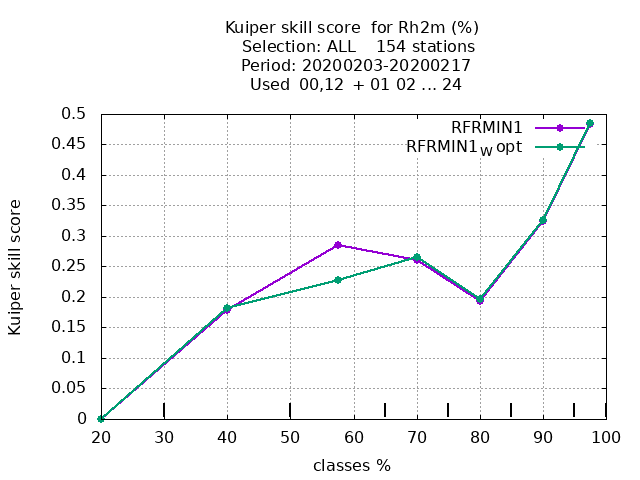 Kuiper skill score  for Rh2m (%)
Selection: ALL    154 stations
Period: 20200203-20200217
Used  00,12  + 01 02 ... 24
RFRMIN1
RFRMIN1W opt
Kuiper skill score
0.5
0.45
0.4
0.35
0.3
0.25
0.2
0.15
0.1
0.05
0
20 30 40 50 60 70 80 90 100
classes %